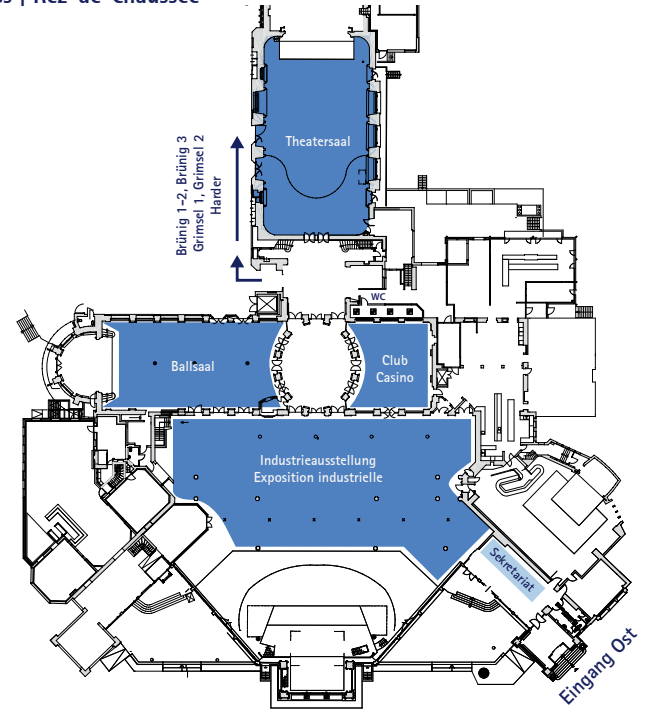 Rez-de-Chaussée
Theatersaal
Brünig 1–2, Brünig 3
Grimsel 1, Grimsel 2
Harder
WC
Ballsaal
Club
Casino
Industrieausstellung
Exposition industrielle
Sekretariat
Eingang Ost